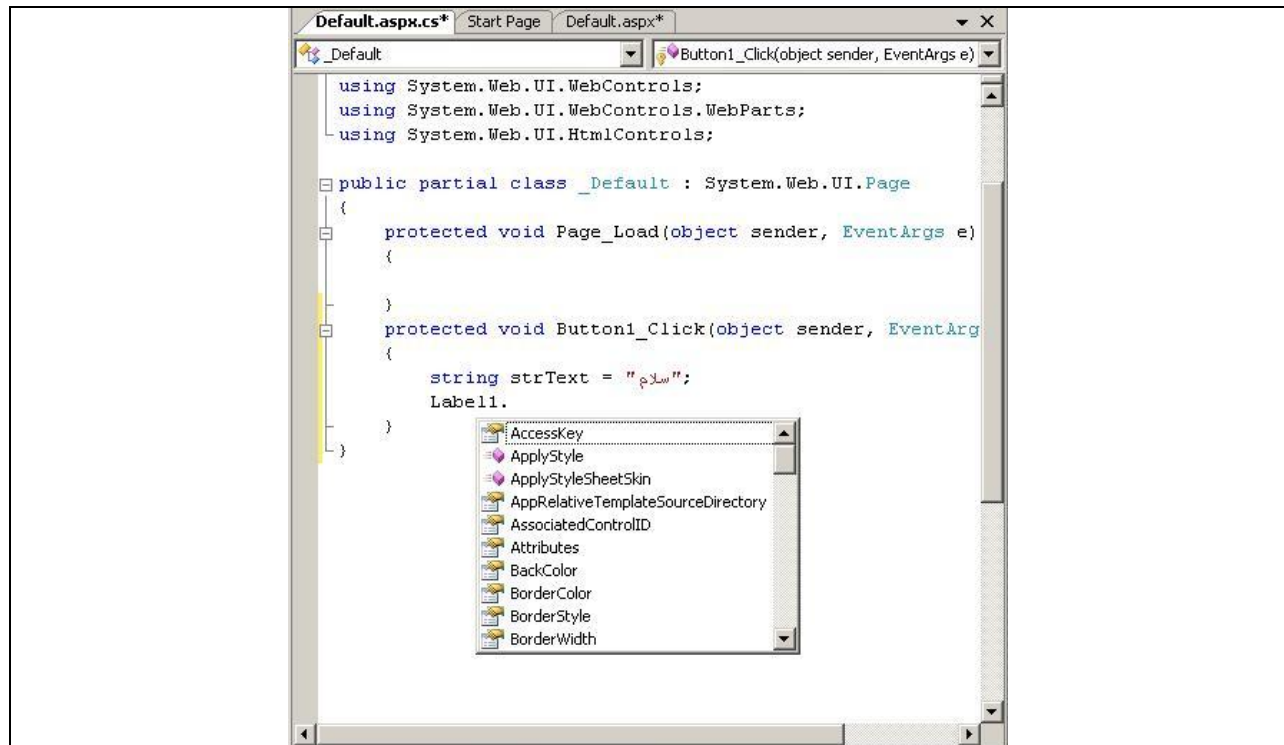 Default.aspx.cs* Start Page Default.aspx*
_Default Button1_Click(object sender, EventArgs e)
using System.Web.UI.WebControls;
using System.Web.UI.WebControls.WebParts;
using System.Web.UI.HtmlControls;
public partial class _Default : System.Web.UI.Page
{
protected void Page_Load(object sender, EventArgs e)
{
}
protected void Button1_Click(object sender, EventArg
{
string strText = "سلام";
Label1.
}
}
AccessKey
ApplyStyle
ApplyStyleSheetSkin
AppRelativeTemplateSourceDirectory
AssociatedControlID
Attributes
BackColor
BorderColor
BorderStyle
BorderWidth